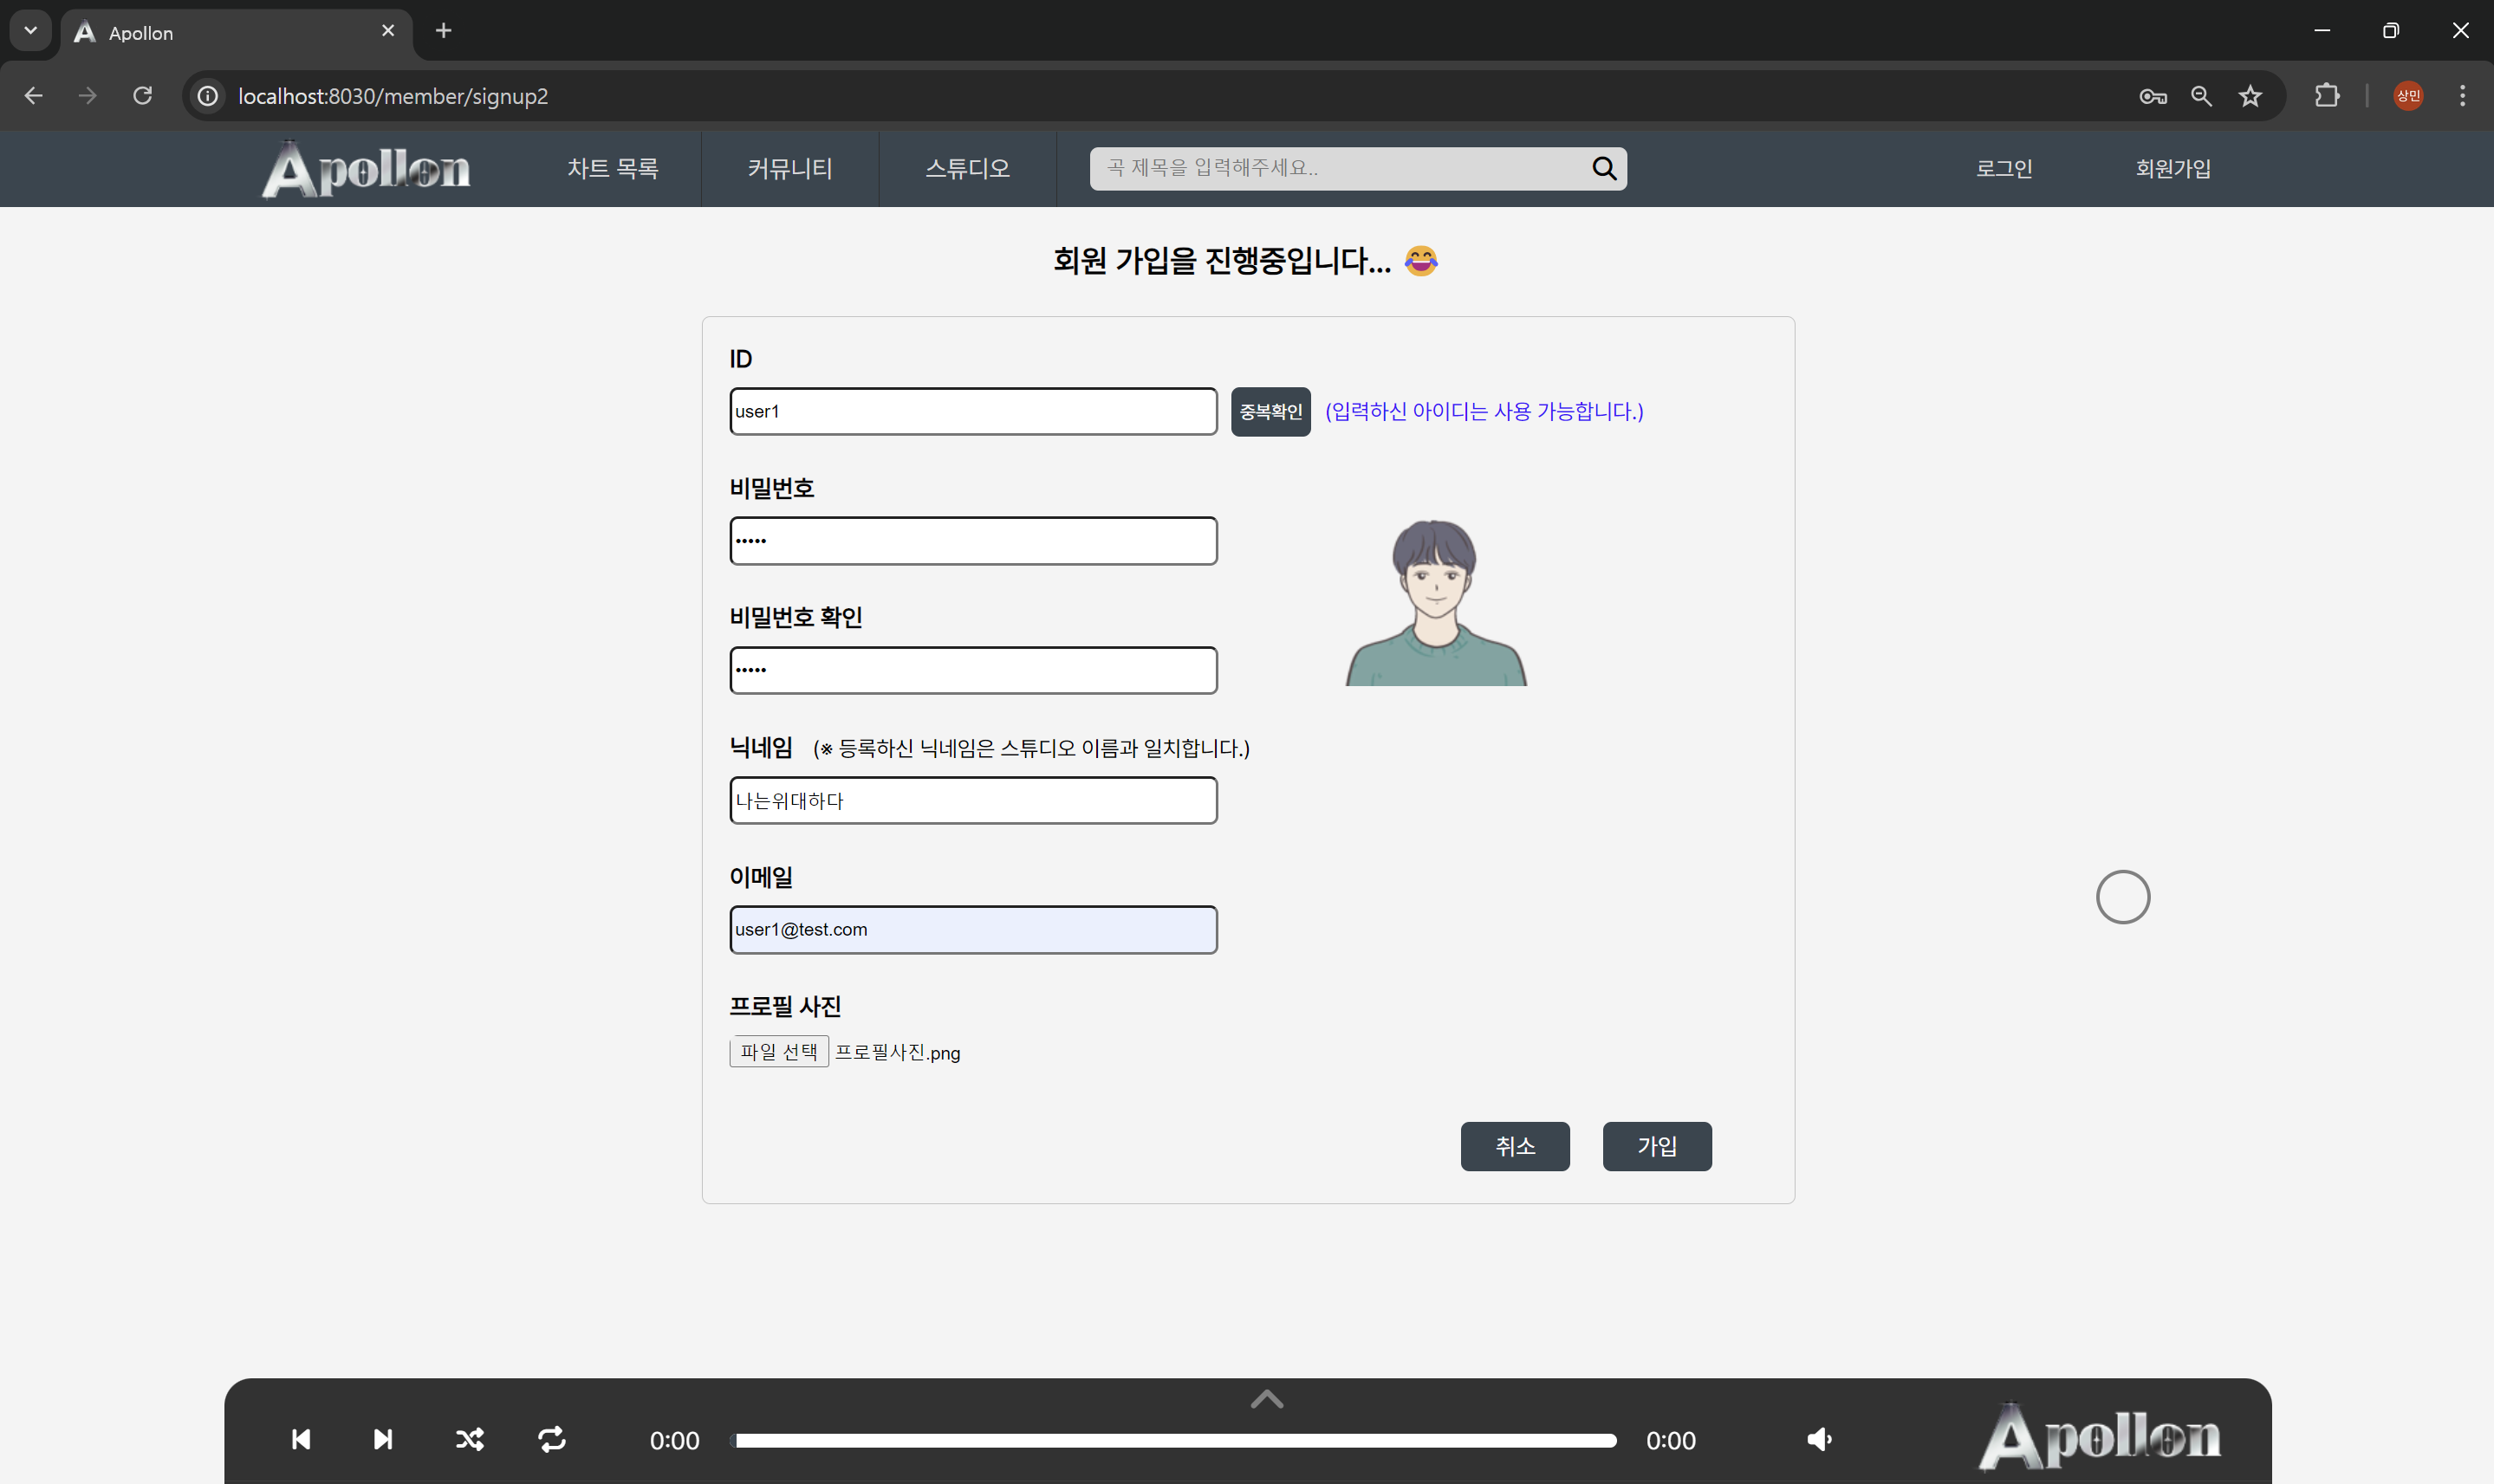 Apollon
localhost:8030/member/signup2
상민
Apollon
차트 목록
커뮤니티
스튜디오
곡 제목을 입력해주세요..
로그인
회원가입
회원 가입을 진행중입니다... 😂
ID
user1
중복확인
(입력하신 아이디는 사용 가능합니다.)
비밀번호
•••••
비밀번호 확인
•••••
닉네임 (※ 등록하신 닉네임은 스튜디오 이름과 일치합니다.)
나는위대하다
이메일
user1@test.com
프로필 사진
파일 선택 프로필사진.png
취소
가입
0:00
0:00
Apollon